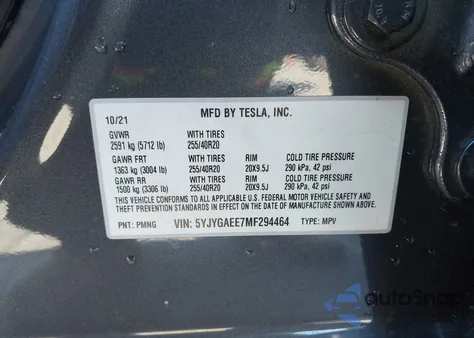 MFD BY TESLA, INC.
10/21
GVWR WITH TIRES
2591 kg (5712 lb) 255/40R20
GAWR FRT WITH TIRES RIM COLD TIRE PRESSURE
1363 kg (3004 lb) 255/40R20 20X9.5J 290 kPa, 42 psi
GAWR RR WITH TIRES RIM COLD TIRE PRESSURE
1500 kg (3306 lb) 255/40R20 20X9.5J 290 kPa, 42 psi
THIS VEHICLE CONFORMS TO ALL APPLICABLE
U.S. FEDERAL MOTOR VEHICLE SAFETY AND
THEFT PREVENTION STANDARDS IN EFFECT ON
THE DATE OF MANUFACTURE SHOWN ABOVE.
PNT: PMNG VIN: 5YJYGAEE7MF294464 TYPE: MPV
autoSnap